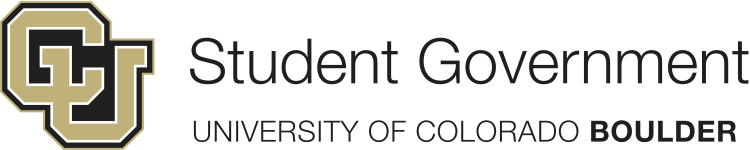 CU
Student Government
UNIVERSITY OF COLORADO BOULDER